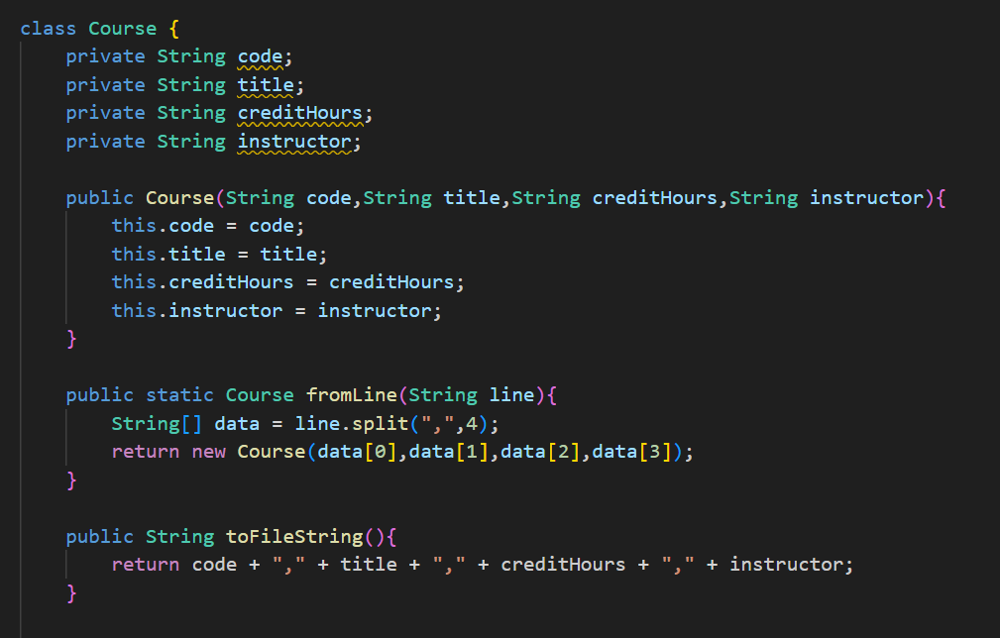 class Course {
    private String code;
    private String title;
    private String creditHours;
    private String instructor;

    public Course(String code,String title,String creditHours,String instructor){
        this.code = code;
        this.title = title;
        this.creditHours = creditHours;
        this.instructor = instructor;
    }

    public static Course fromLine(String line){
        String[] data = line.split(",",4);
        return new Course(data[0],data[1],data[2],data[3]);
    }

    public String toFileString(){
        return code + "," + title + "," + creditHours + "," + instructor;
    }